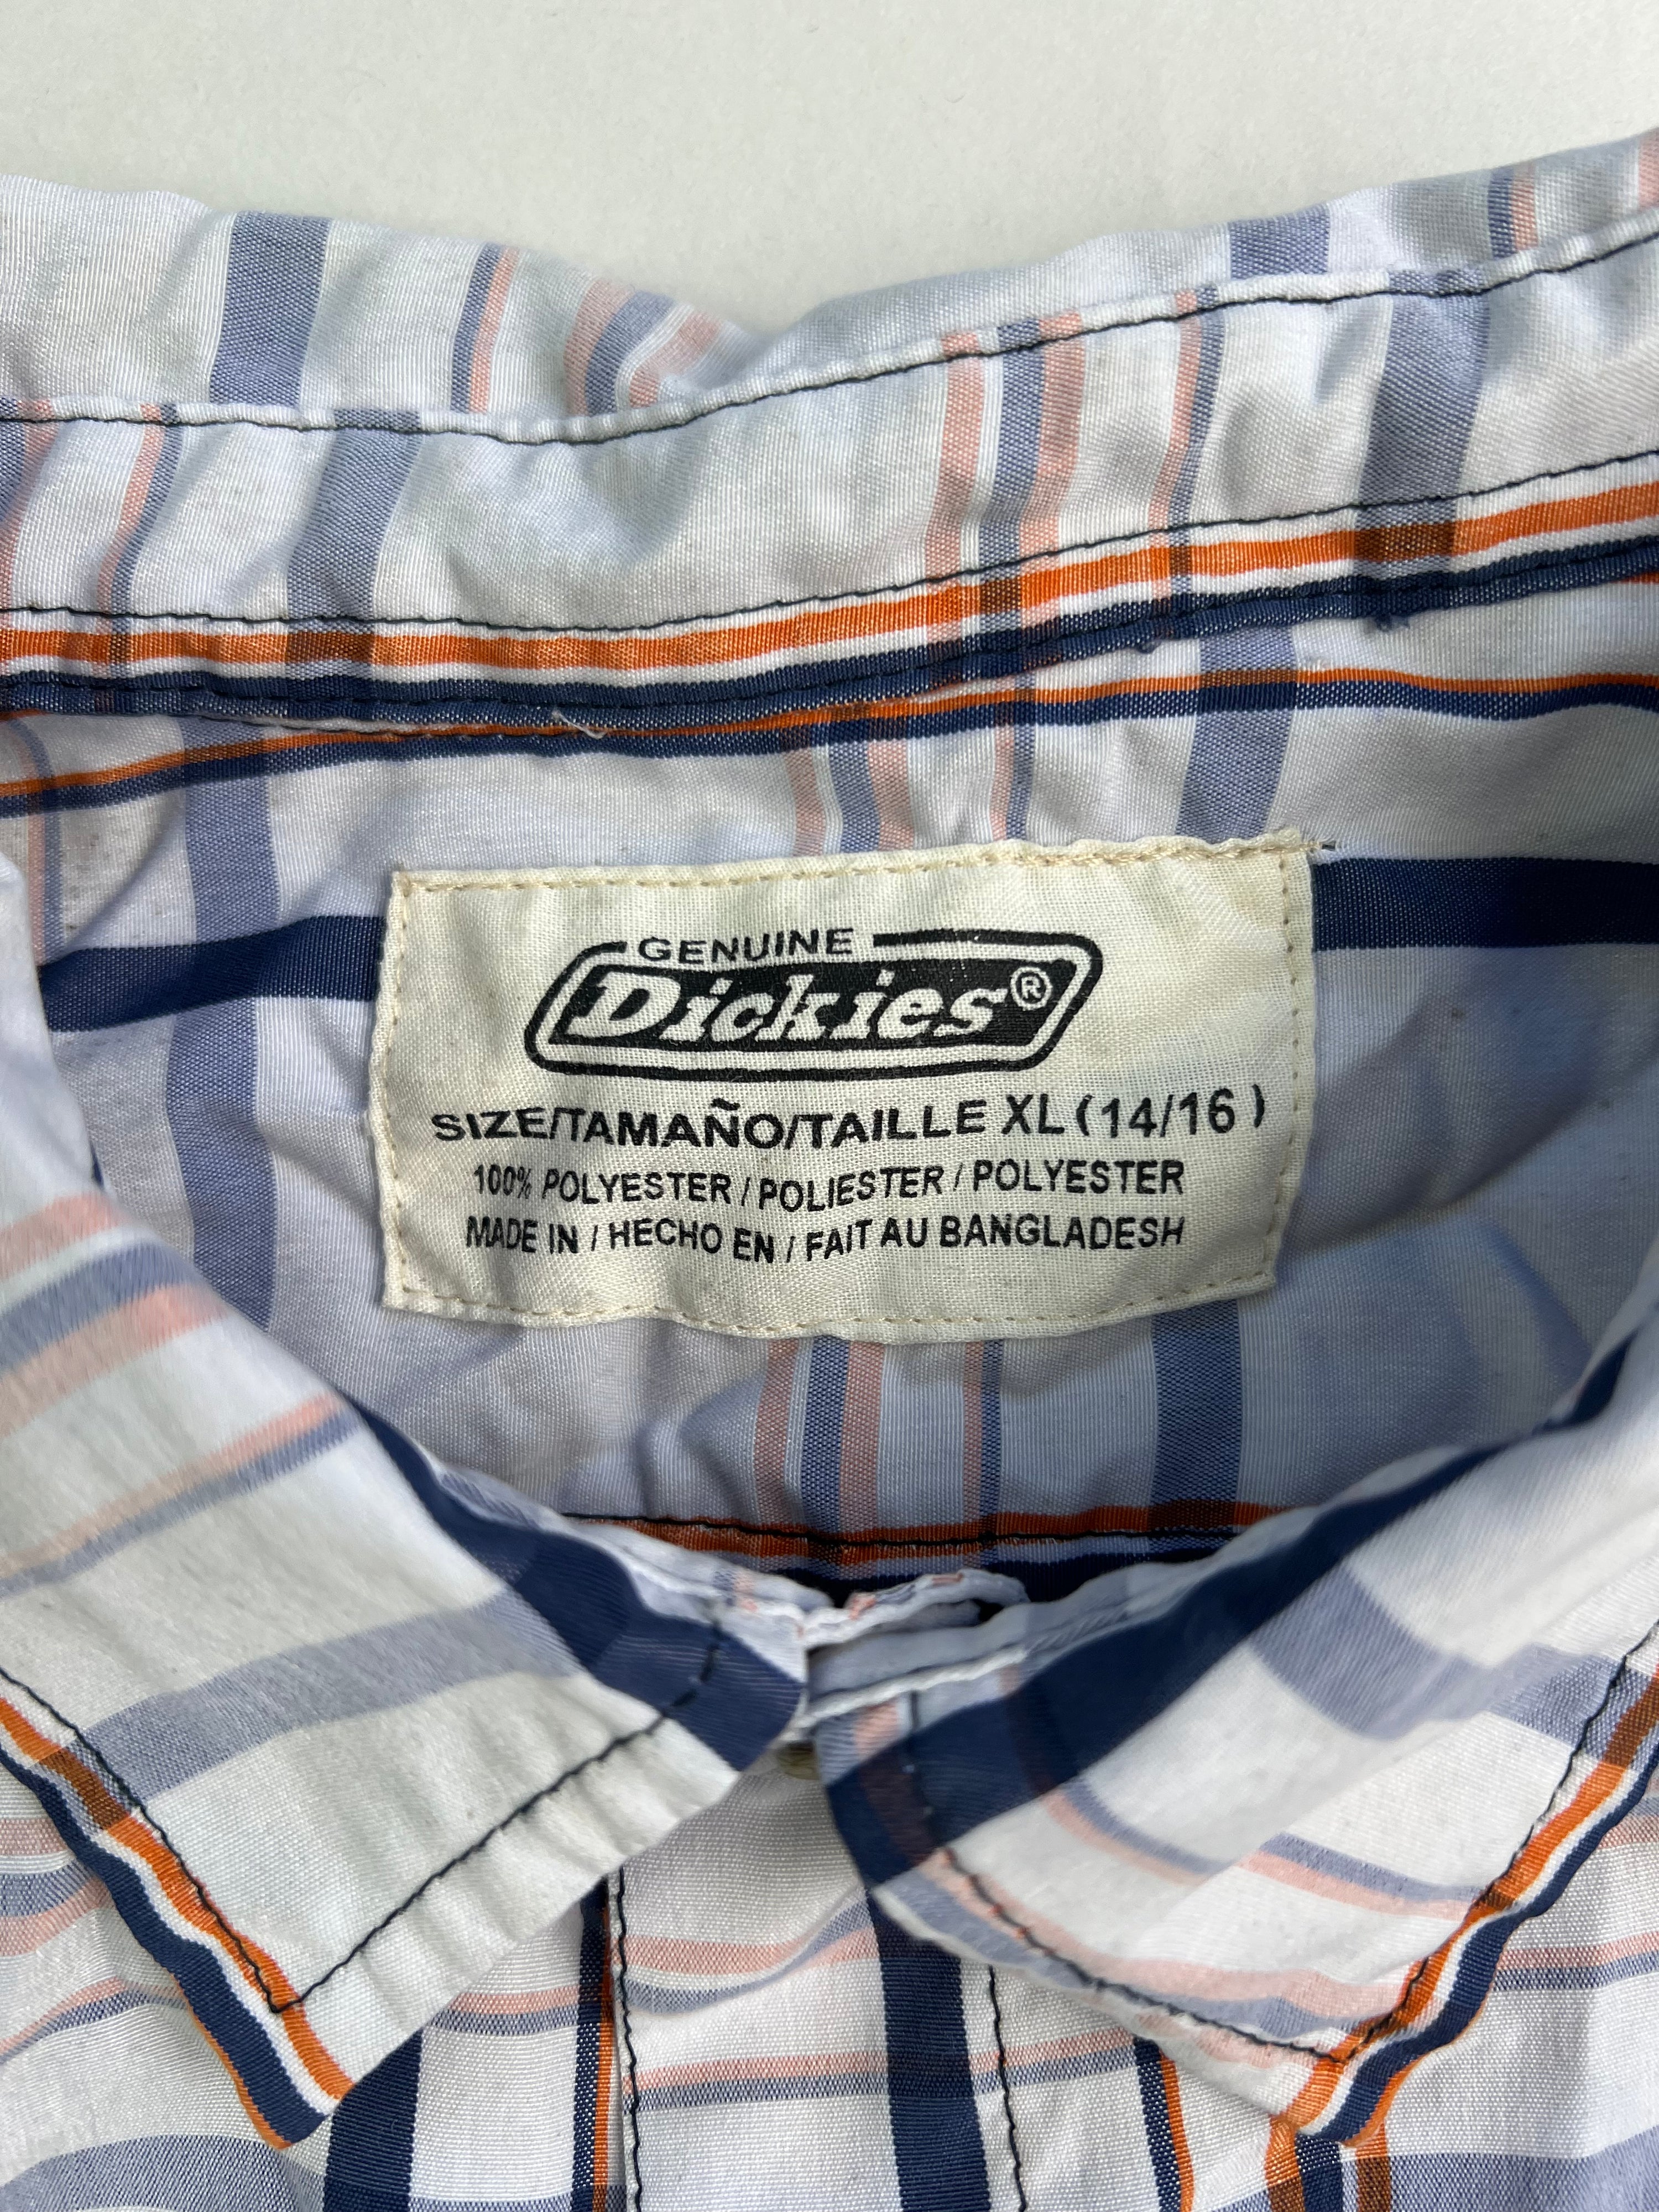 GENUINE
Dickies®
SIZE/TAMAÑO/TAILLE XL (14/16)
100% POLYESTER / POLIESTER / POLYESTER
MADE IN / HECHO EN / FAIT AU BANGLADESH